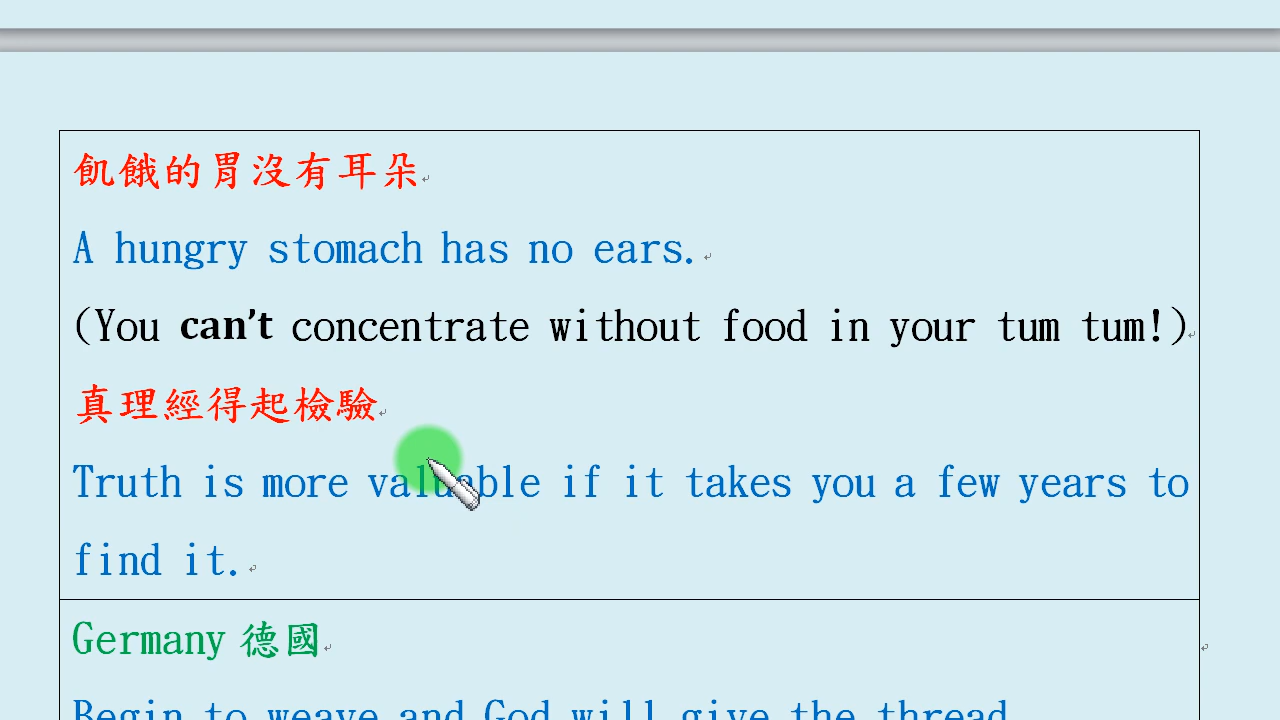 飢餓的胃沒有耳朵
A hungry stomach has no ears.
(You can't concentrate without food in your tum tum!)
真理經得起檢驗
Truth is more valuable if it takes you a few years to
find it.
Germany 德國
Begin to weave and God will give the thread